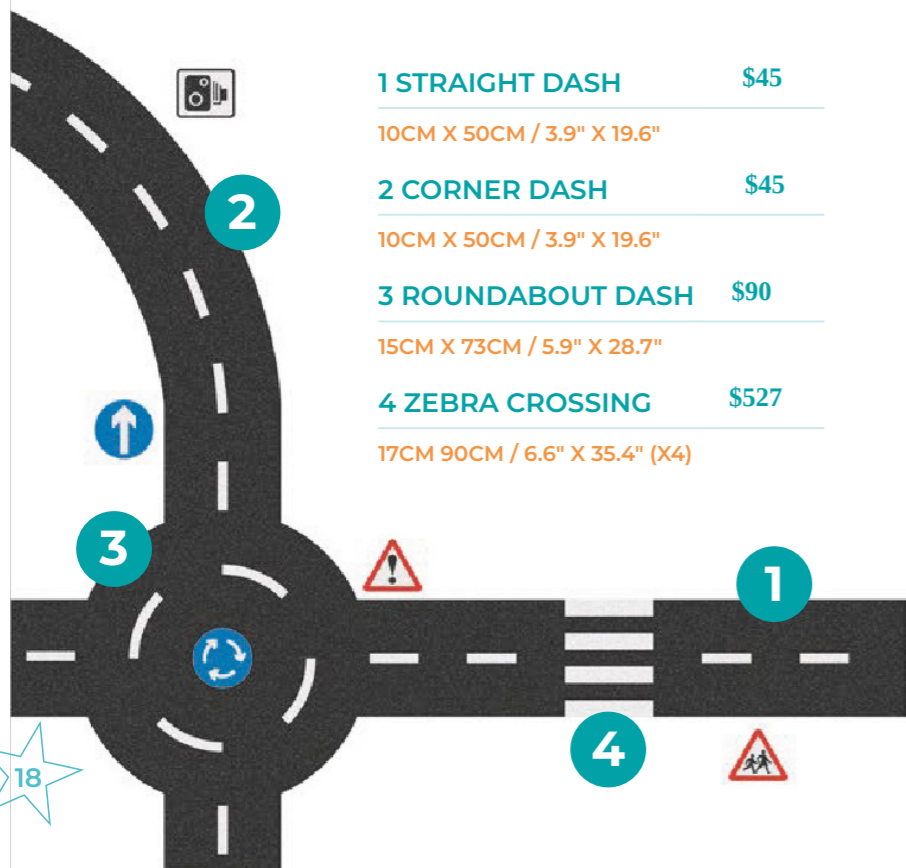 1 STRAIGHT DASH $45
10CM X 50CM / 3.9" X 19.6"
2 CORNER DASH $45
10CM X 50CM / 3.9" X 19.6"
3 ROUNDABOUT DASH $90
15CM X 73CM / 5.9" X 28.7"
4 ZEBRA CROSSING $527
17CM 90CM / 6.6" X 35.4" (X4)
2
3
1
4
18